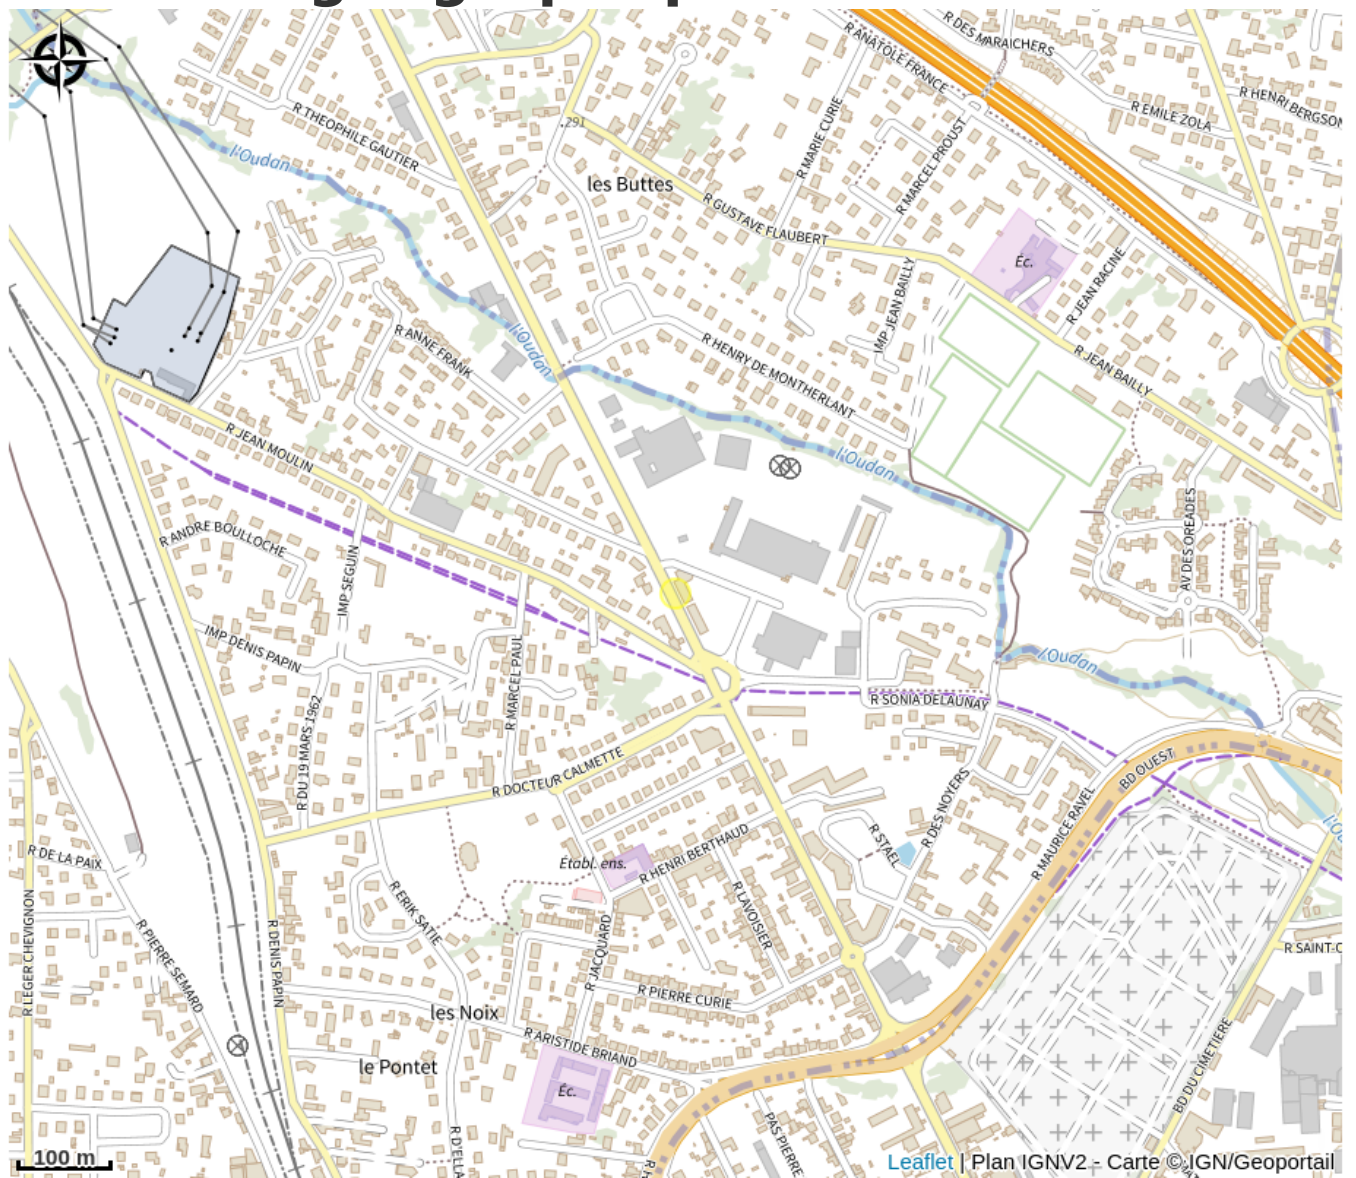 R DES MARAICHERS
R ANATOLE FRANCE
R HENRI BERGSON
R EMILE ZOLA
R THEOPHILE GAUTIER
291
R MARIE CURIE
l'Oudan
R MARCEL PROUST
les Buttes
R GUSTAVE FLAUBERT
Éc.
R JEAN RACINE
IMP JEAN BAILLY
l'Oudan
R ANNE FRANK
R HENRY DE MONTHERLANT
R JEAN BAILLY
R JEAN MOULIN
l'Oudan
R ANDRE BOULLOCHE
AV DES OREADES
IMP SEGUIN
IMP DENIS PAPIN
R MARCEL PAUL
l'Oudan
R SONIA DELAUNAY
R DU 19 MARS 1962
R DOCTEUR CALMETTE
BD OUEST
R DES NOYERS
R MAURICE RAVEL
R STAEL
R HENRI BERTHAUD
Établ. ens.
R DE LA PAIX
R ERIK SATIE
R LAVOISIER
R LEGER CHEVIGNON
R PIERRE SEMARD
R DENIS PAPIN
R JACQUARD
R PIERRE CURIE
les Noix
R ARISTIDE BRIAND
le Pontet
Éc.
BD DU CIMETIERE
PAS PIERRE
100 m
Leaflet | Plan IGNV2 - Carte © IGN/Geoportail